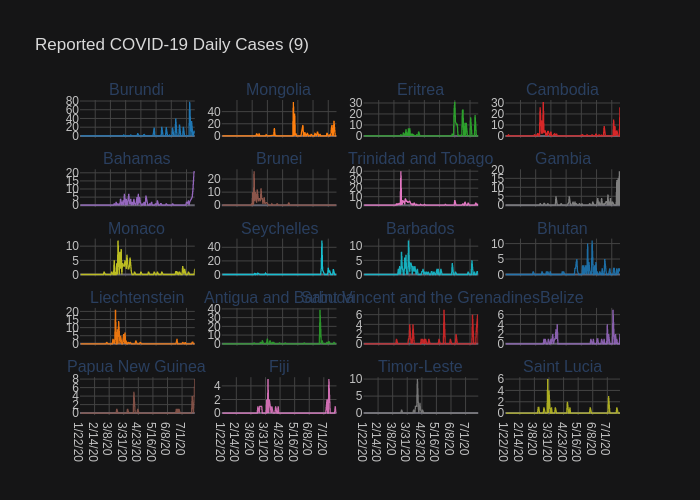 Reported COVID-19 Daily Cases (9)
Burundi Mongolia Eritrea Cambodia
80 60 40 20 0
40 20 0
30 20 10 0
30 20 10 0
Bahamas Brunei Trinidad and Tobago Gambia
20 15 10 5 0
20 10 0
40 30 20 10 0
20 15 10 5 0
Monaco Seychelles Barbados Bhutan
10 5 0
40 20 0
10 5 0
10 5 0
Liechtenstein Antigua and Barbuda Saint Vincent and the Grenadines Belize
20 15 10 5 0
40 30 20 10 0
6 4 2 0
6 4 2 0
Papua New Guinea Fiji Timor-Leste Saint Lucia
8 6 4 2 0
4 2 0
10 5 0
6 4 2 0
1/22/20 2/14/20 3/8/20 3/31/20 4/23/20 5/16/20 6/8/20 7/1/20
1/22/20 2/14/20 3/8/20 3/31/20 4/23/20 5/16/20 6/8/20 7/1/20
1/22/20 2/14/20 3/8/20 3/31/20 4/23/20 5/16/20 6/8/20 7/1/20
1/22/20 2/14/20 3/8/20 3/31/20 4/23/20 5/16/20 6/8/20 7/1/20